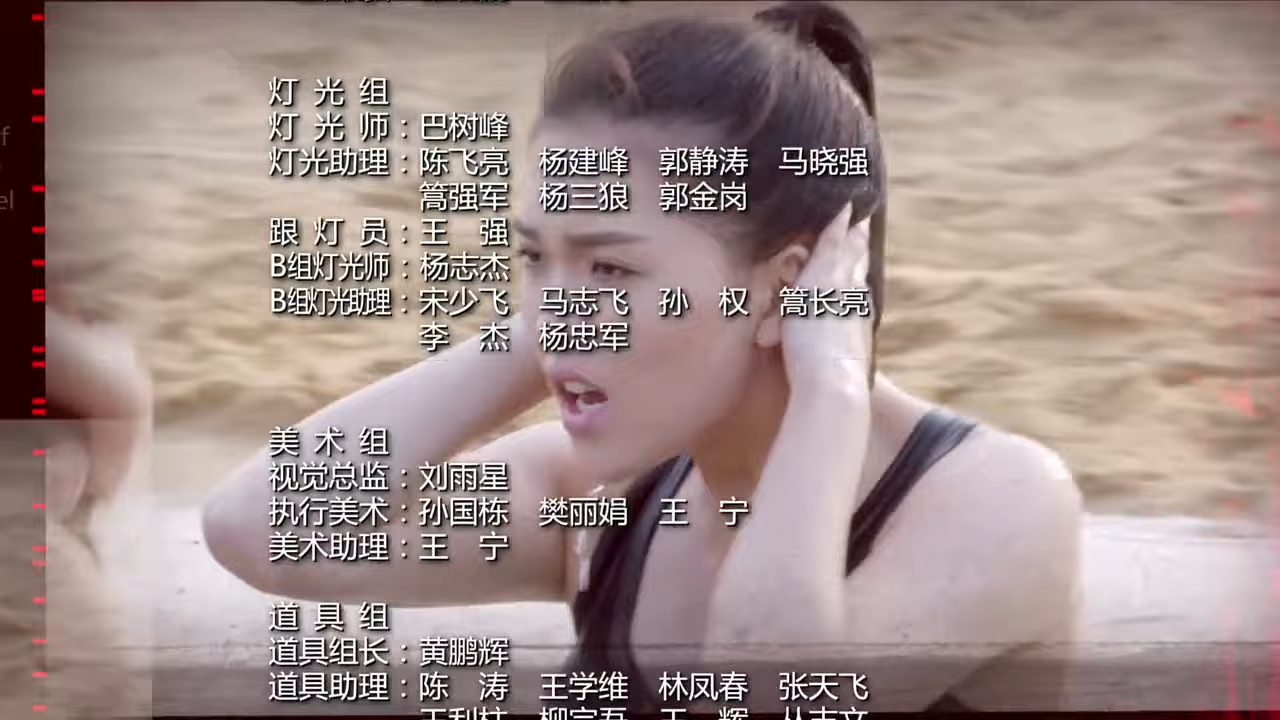 灯 光 组
灯 光 师：巴树峰
灯光助理：陈飞亮 杨建峰 郭静涛 马晓强
篙强军 杨三狼 郭金岗
跟 灯 员：王 强
B组灯光师：杨志杰
B组灯光助理：宋少飞 马志飞 孙 权 篙长亮
李 杰 杨忠军
美 术 组
视觉总监：刘雨星
执行美术：孙国栋 樊丽娟 王 宁
美术助理：王 宁
道 具 组
道具组长：黄鹏辉
道具助理：陈 涛 王学维 林凤春 张天飞